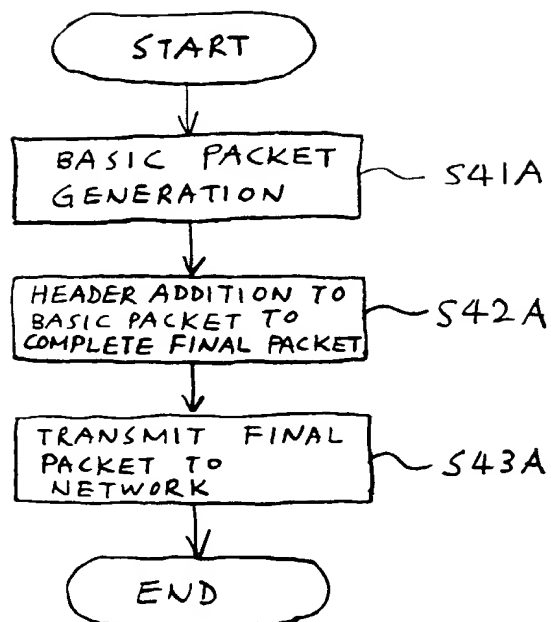 START
BASIC PACKET
GENERATION
S41A
HEADER ADDITION TO
BASIC PACKET TO
COMPLETE FINAL PACKET
S42A
TRANSMIT FINAL
PACKET TO
NETWORK
S43A
END